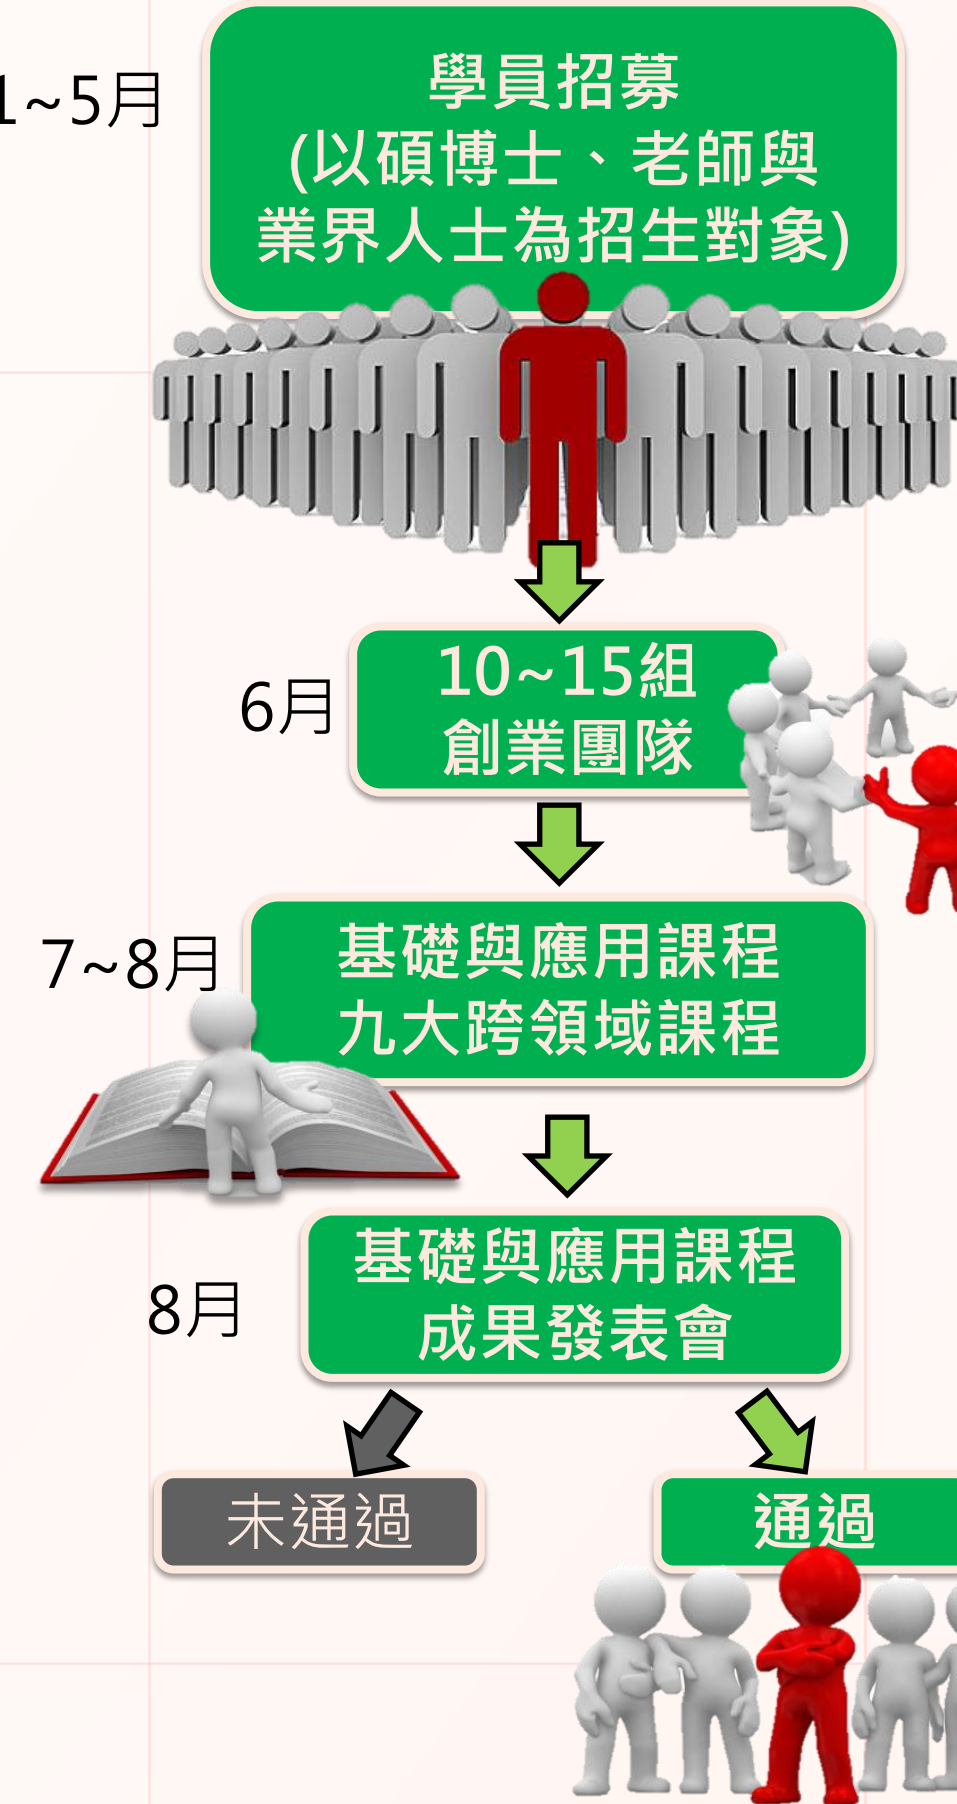 1~5月
學員招募
(以碩博士、老師與
業界人士為招生對象)
6月
10~15組
創業團隊
7~8月
基礎與應用課程
九大跨領域課程
8月
基礎與應用課程
成果發表會
未通過
通過